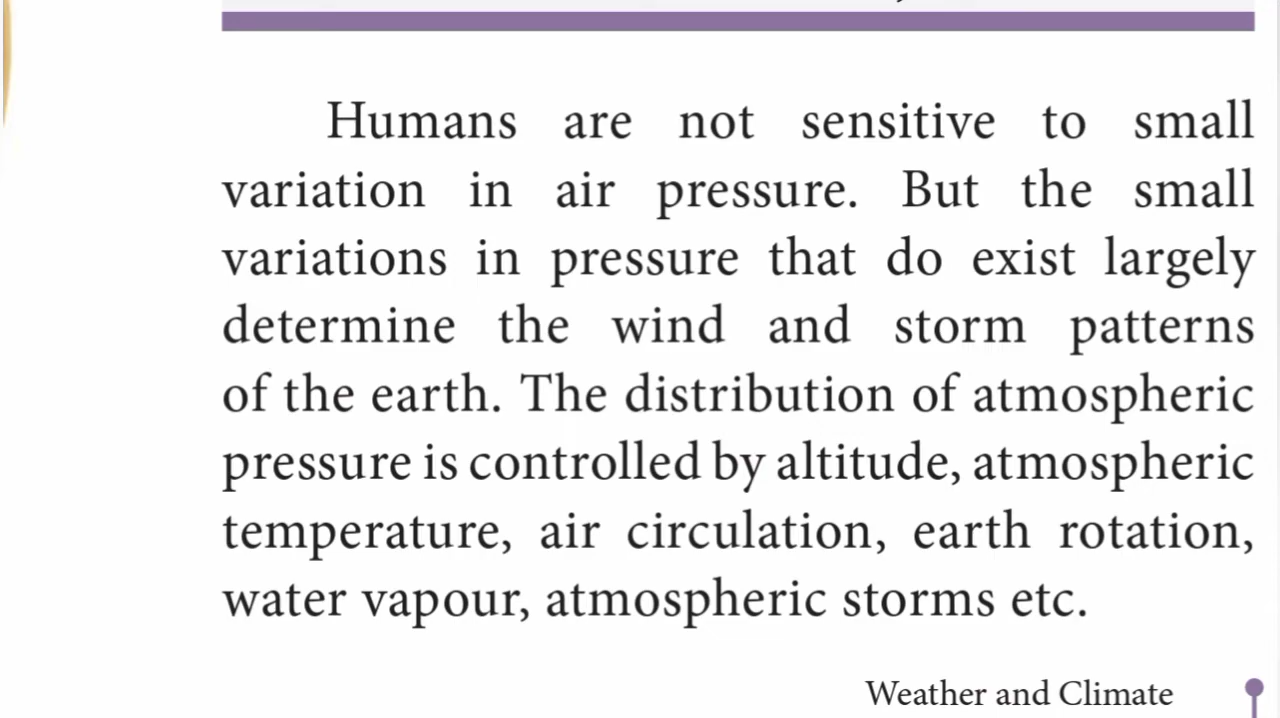 Humans are not sensitive to small
variation in air pressure. But the small
variations in pressure that do exist largely
determine the wind and storm patterns
of the earth. The distribution of atmospheric
pressure is controlled by altitude, atmospheric
temperature, air circulation, earth rotation,
water vapour, atmospheric storms etc.
Weather and Climate